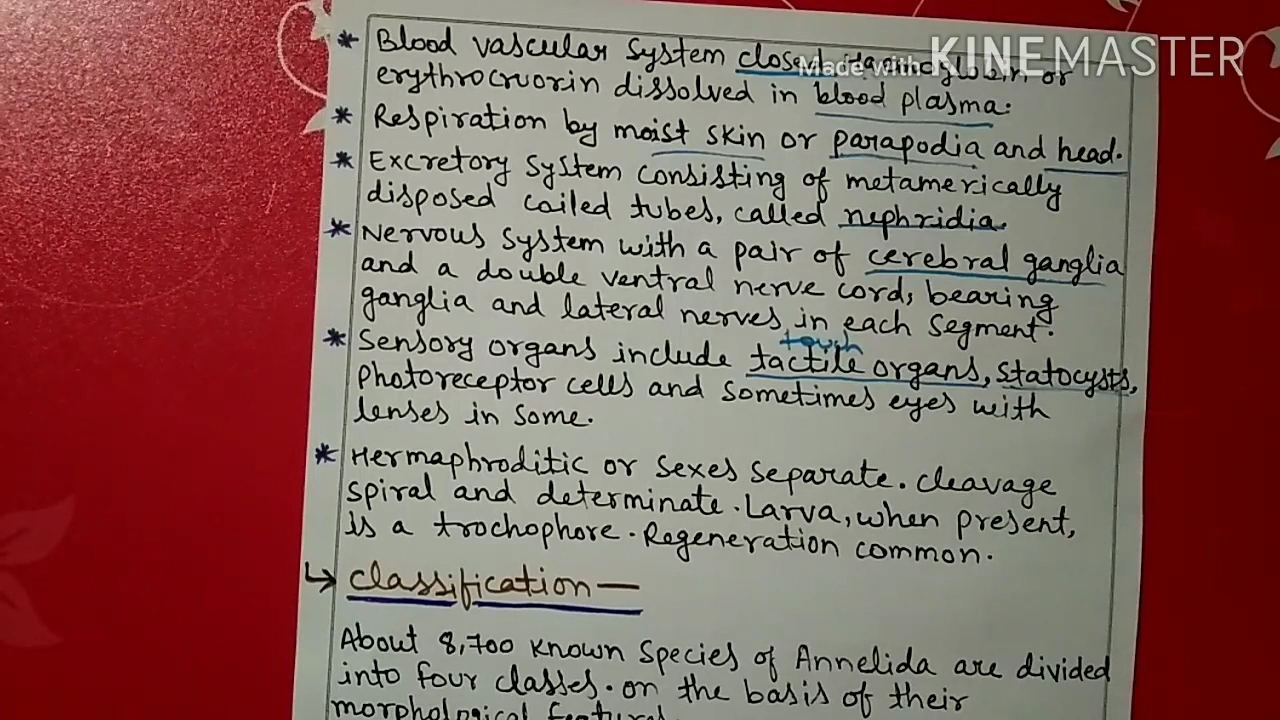 * Blood vascular system closed. Haemoglobin or
erythrocruorin dissolved in blood plasma.
Made with KINEMASTER
* Respiration by moist skin or parapodia and head.
* Excretory system consisting of metamerically
disposed coiled tubes, called nephridia.
* Nervous system with a pair of cerebral ganglia
and a double ventral nerve cord, bearing
ganglia and lateral nerves in each segment.
touch
* Sensory organs include tactile organs, statocysts,
photoreceptor cells and sometimes eyes with
lenses in some.
* Hermaphroditic or sexes separate. cleavage
spiral and determinate. Larva, when present,
is a trochophore. Regeneration common.
↳ classification —
About 8,700 known species of Annelida are divided
into four classes. on the basis of their
morphological features.